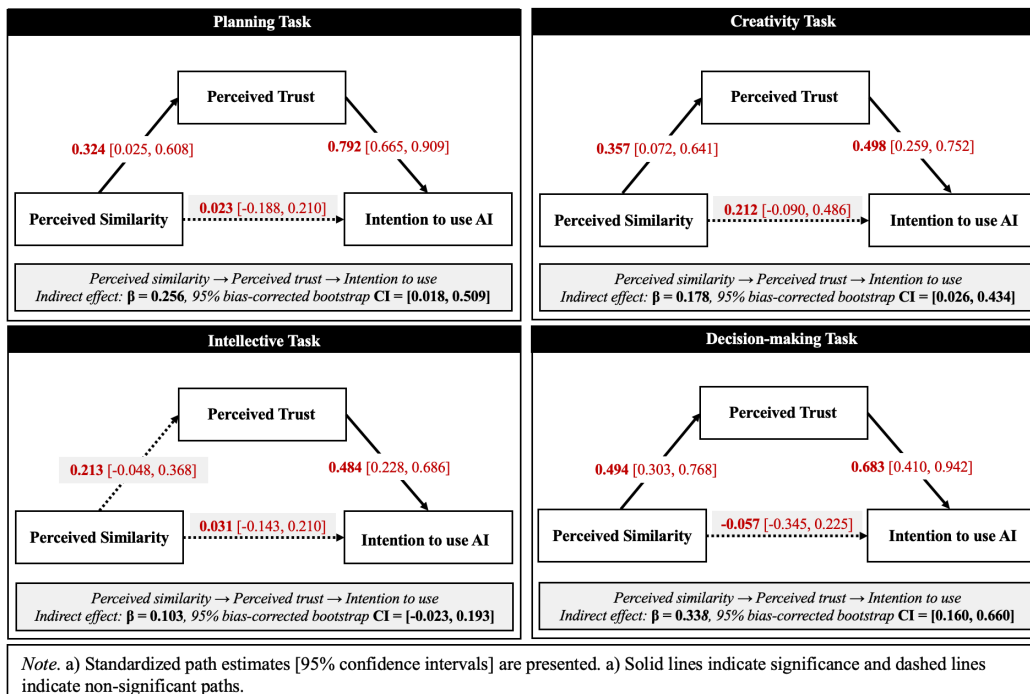 Planning Task
Perceived Trust
0.324 [0.025, 0.608]
0.792 [0.665, 0.909]
Perceived Similarity
0.023 [-0.188, 0.210]
Intention to use AI
Perceived similarity → Perceived trust → Intention to use
Indirect effect: β = 0.256, 95% bias-corrected bootstrap CI = [0.018, 0.509]
Creativity Task
Perceived Trust
0.357 [0.072, 0.641]
0.498 [0.259, 0.752]
Perceived Similarity
0.212 [-0.090, 0.486]
Intention to use AI
Perceived similarity → Perceived trust → Intention to use
Indirect effect: β = 0.178, 95% bias-corrected bootstrap CI = [0.026, 0.434]
Intellective Task
Perceived Trust
0.213 [-0.048, 0.368]
0.484 [0.228, 0.686]
Perceived Similarity
0.031 [-0.143, 0.210]
Intention to use AI
Perceived similarity → Perceived trust → Intention to use
Indirect effect: β = 0.103, 95% bias-corrected bootstrap CI = [-0.023, 0.193]
Decision-making Task
Perceived Trust
0.494 [0.303, 0.768]
0.683 [0.410, 0.942]
Perceived Similarity
-0.057 [-0.345, 0.225]
Intention to use AI
Perceived similarity → Perceived trust → Intention to use
Indirect effect: β = 0.338, 95% bias-corrected bootstrap CI = [0.160, 0.660]
Note. a) Standardized path estimates [95% confidence intervals] are presented. a) Solid lines indicate significance and dashed lines
indicate non-significant paths.